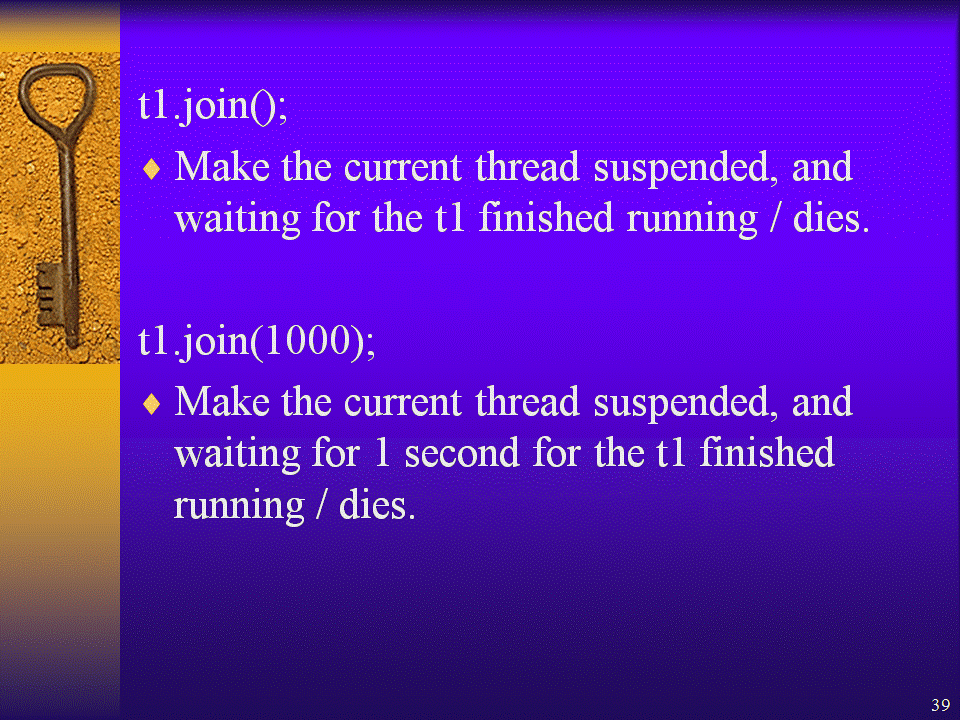 t1.join();
♦ Make the current thread suspended, and
waiting for the t1 finished running / dies.
t1.join(1000);
♦ Make the current thread suspended, and
waiting for 1 second for the t1 finished
running / dies.
39